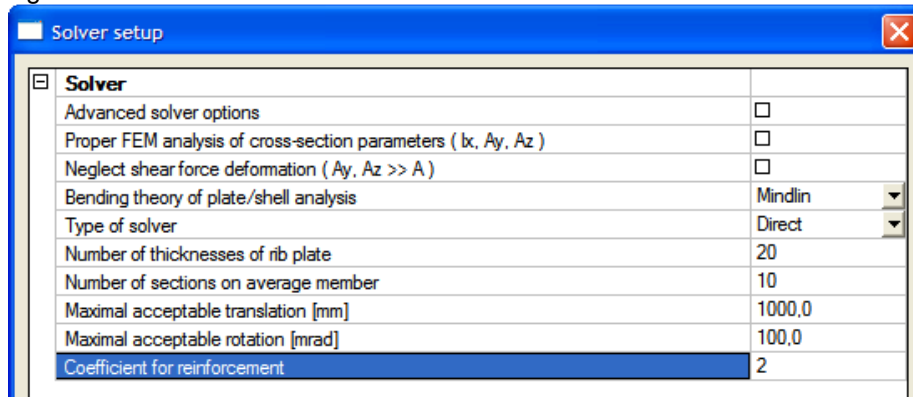 Solver setup
Solver
Advanced solver options
Proper FEM analysis of cross-section parameters ( Ix, Ay, Az )
Neglect shear force deformation ( Ay, Az >> A )
Bending theory of plate/shell analysis Mindlin
Type of solver Direct
Number of thicknesses of rib plate 20
Number of sections on average member 10
Maximal acceptable translation [mm] 1000,0
Maximal acceptable rotation [mrad] 100,0
Coefficient for reinforcement 2